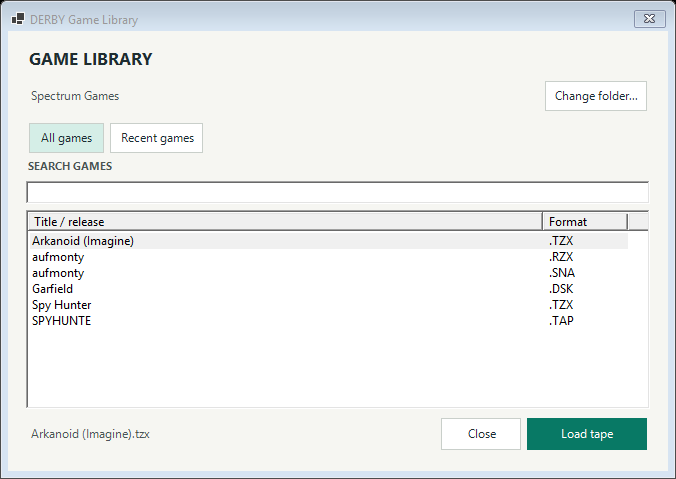 DERBY Game Library
GAME LIBRARY
Spectrum Games
Change folder...
All games
Recent games
SEARCH GAMES
Title / release Format
Arkanoid (Imagine) .TZX
aufmonty .RZX
aufmonty .SNA
Garfield .DSK
Spy Hunter .TZX
SPYHUNTE .TAP
Arkanoid (Imagine).tzx
Close
Load tape